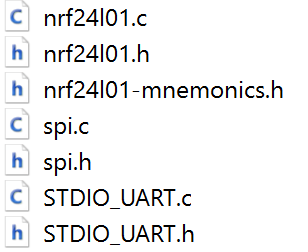 C nrf24l01.c
h nrf24l01.h
h nrf24l01-mnemonics.h
C spi.c
h spi.h
C STDIO_UART.c
h STDIO_UART.h